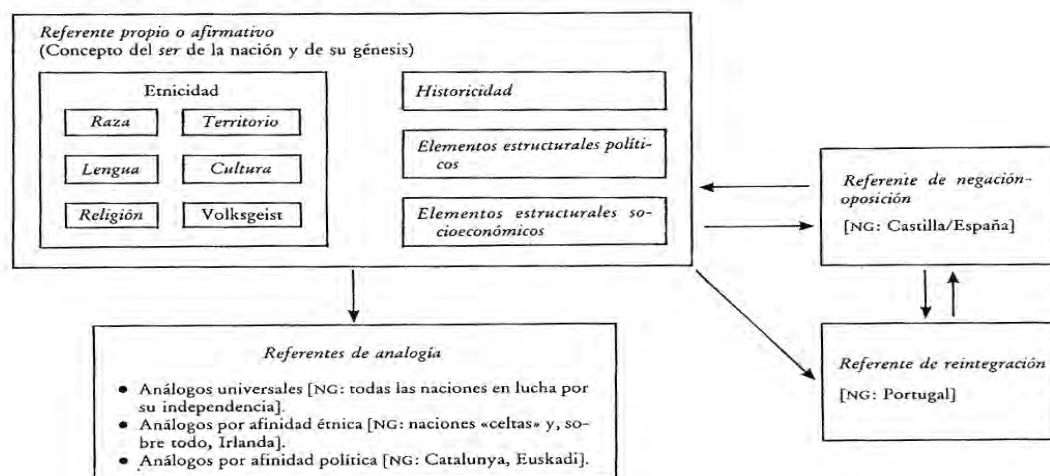 Referente propio o afirmativo
(Concepto del ser de la nación y de su génesis)
Etnicidad
Raza
Territorio
Lengua
Cultura
Religión
Volksgeist
Historicidad
Elementos estructurales políti-
cos
Elementos estructurales so-
cioeconómicos
Referente de negación-
oposición
[NG: Castilla/España]
Referente de reintegración
[NG: Portugal]
Referentes de analogía
• Análogos universales [NG: todas las naciones en lucha por
su independencia].
• Análogos por afinidad étnica [NG: naciones «celtas» y, so-
bre todo, Irlanda].
• Análogos por afinidad política [NG: Catalunya, Euskadi].